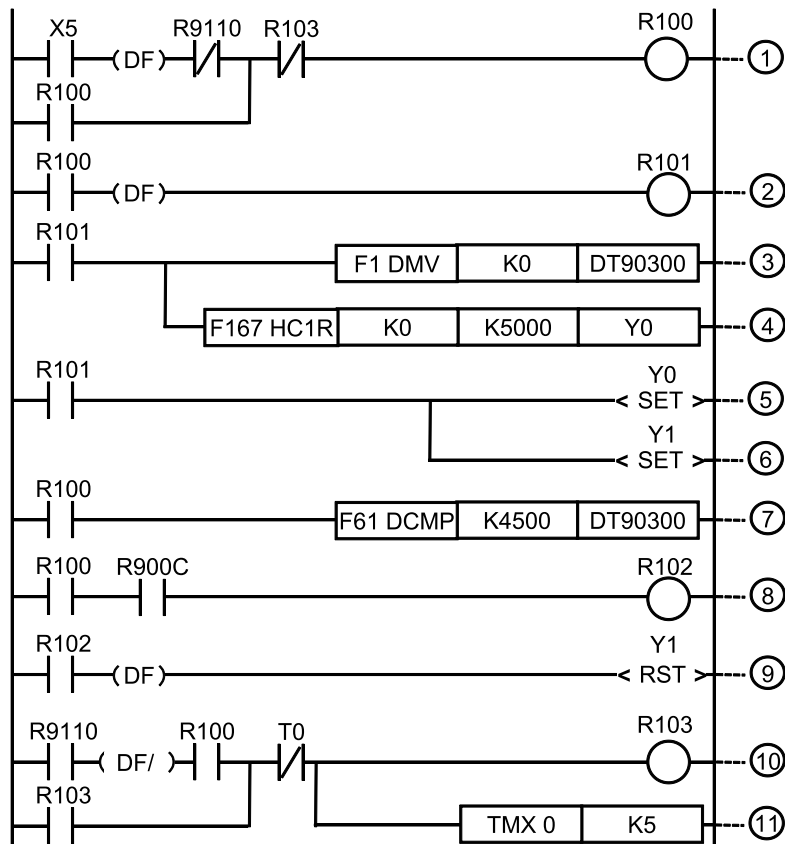 X5 R9110 R103 R100
(DF) 1
R100
R100 R101
(DF) 2
R101
F1 DMV K0 DT90300 3
F167 HC1R K0 K5000 Y0 4
R101 Y0
< SET > 5
Y1
< SET > 6
R100
F61 DCMP K4500 DT90300 7
R100 R900C R102
8
R102 Y1
(DF) < RST > 9
R9110 R100 T0 R103
( DF/ ) 10
R103
TMX 0 K5 11